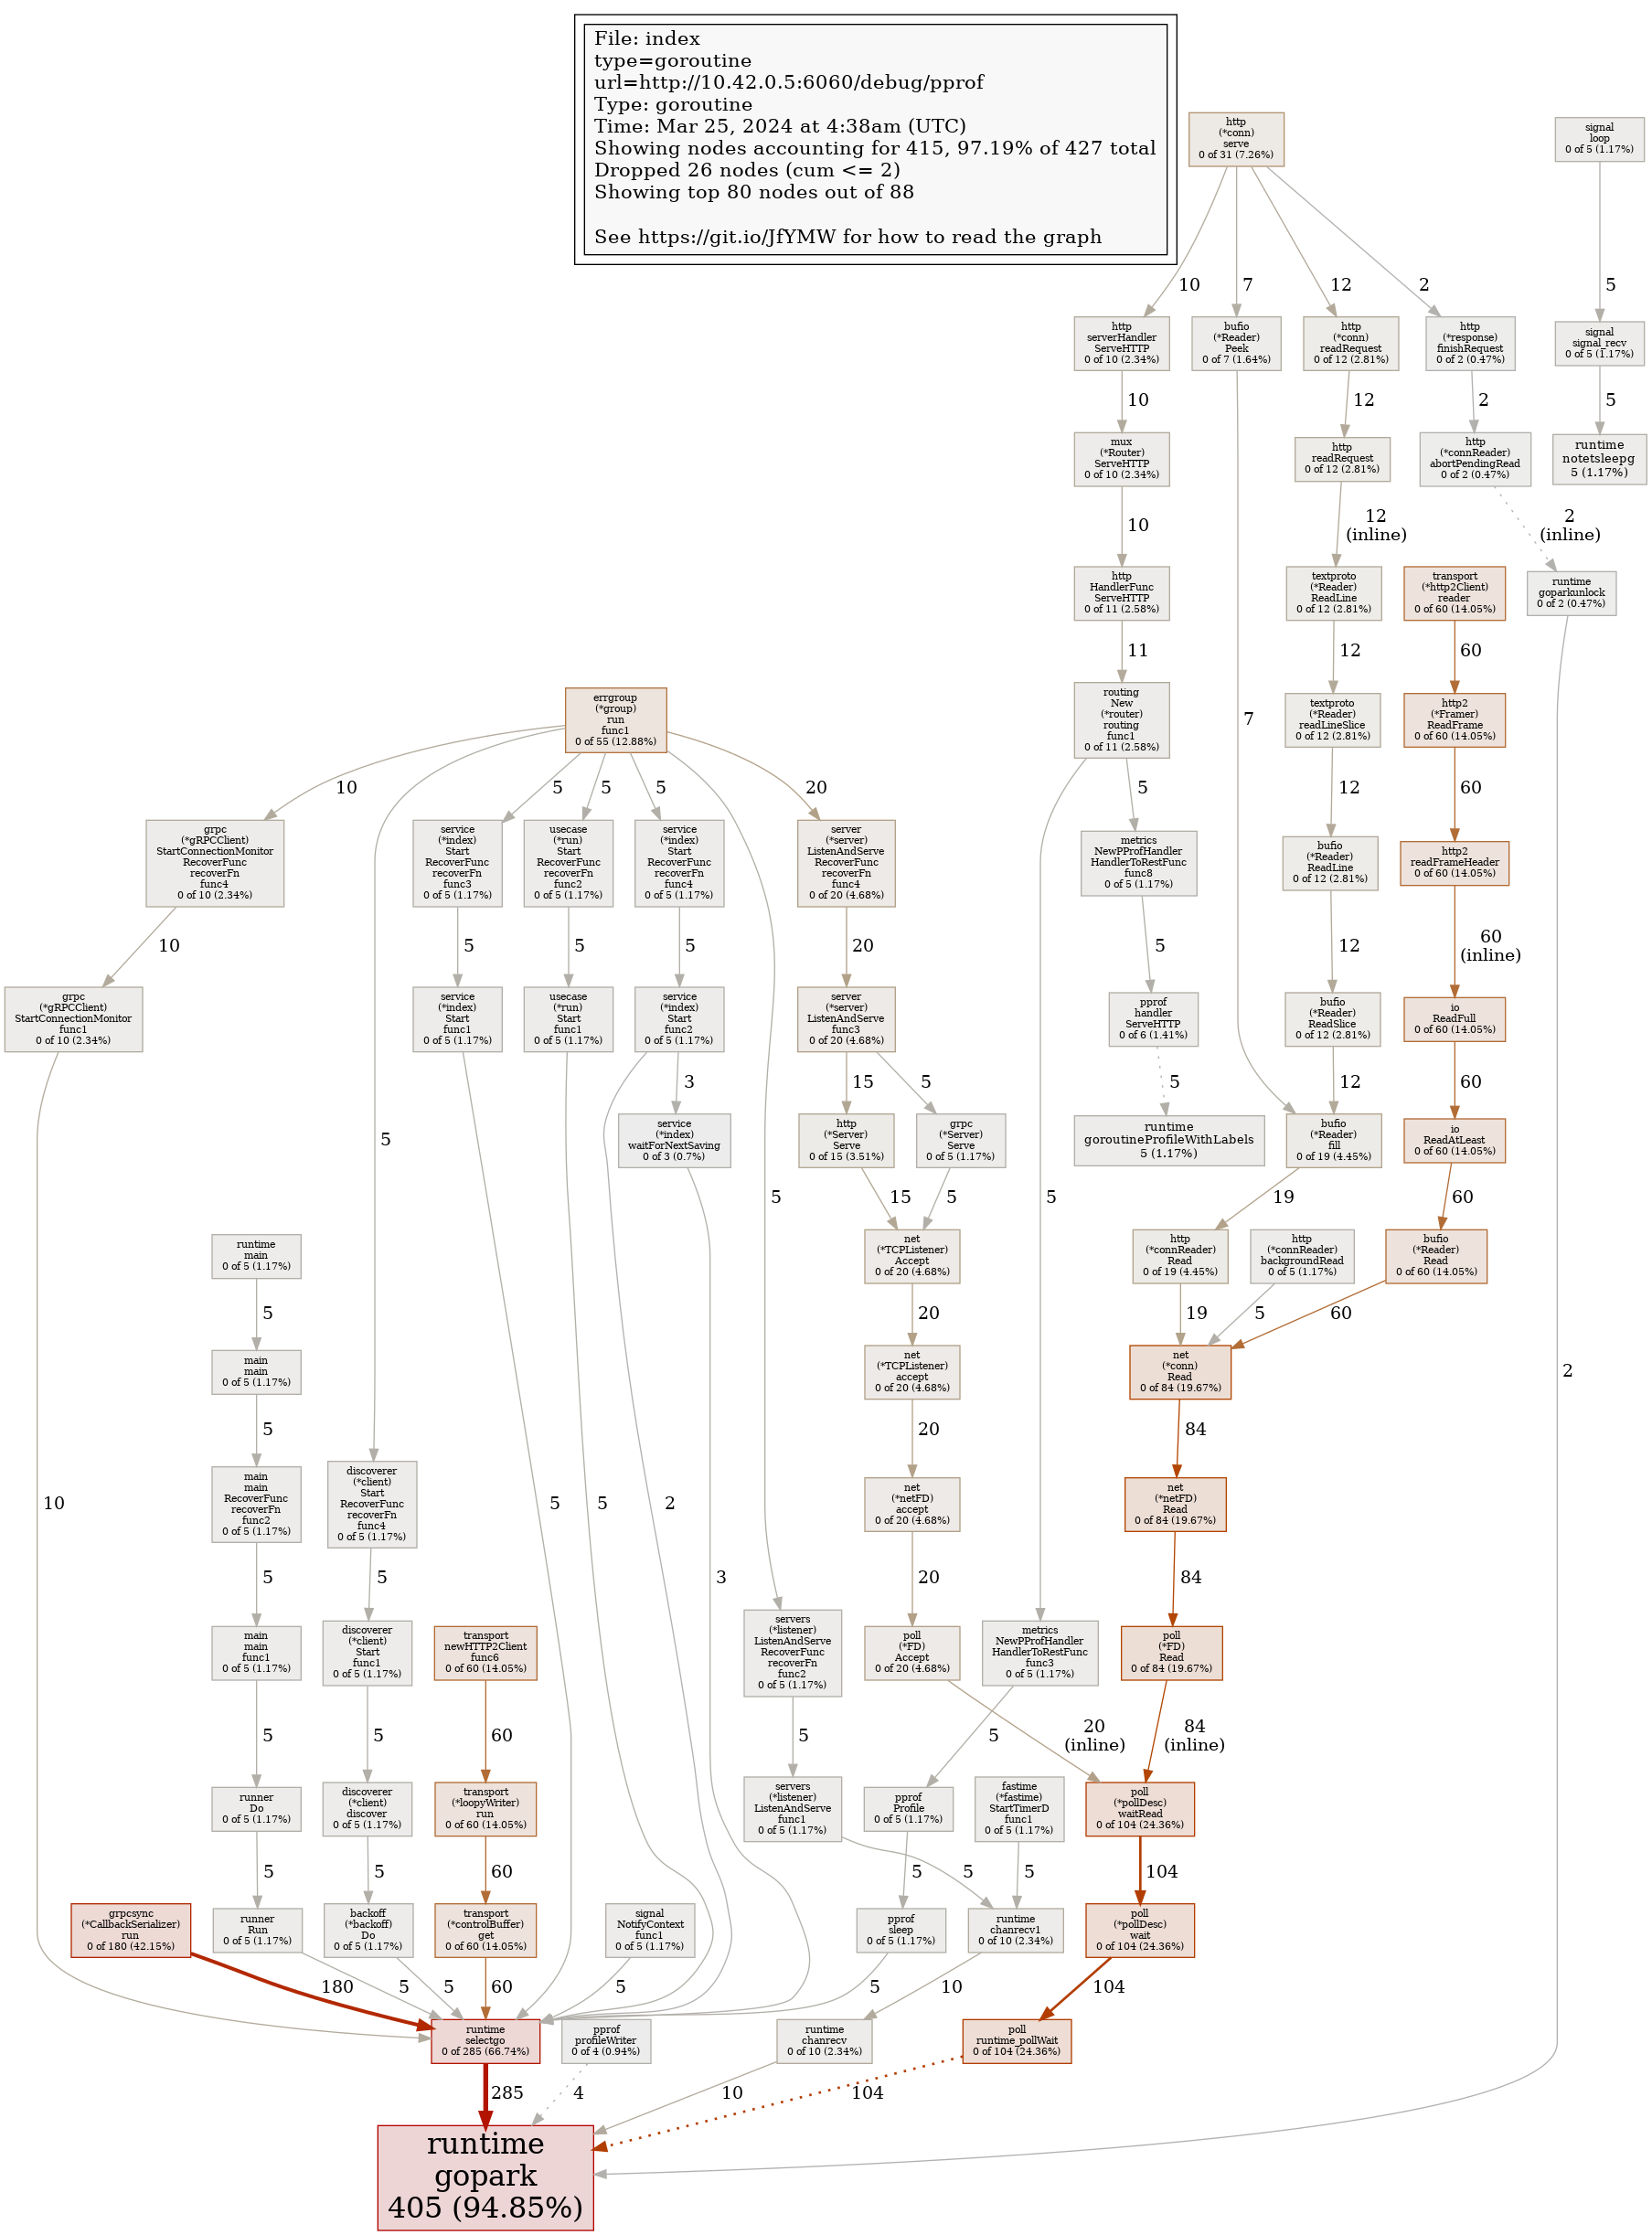 File: index
type=goroutine
url=http://10.42.0.5:6060/debug/pprof
Type: goroutine
Time: Mar 25, 2024 at 4:38am (UTC)
Showing nodes accounting for 415, 97.19% of 427 total
Dropped 26 nodes (cum <= 2)
Showing top 80 nodes out of 88
See https://git.io/JfYMW for how to read the graph
http
(*conn)
serve
0 of 31 (7.26%)
signal
loop
0 of 5 (1.17%)
10
7
12
2
5
http
serverHandler
ServeHTTP
0 of 10 (2.34%)
bufio
(*Reader)
Peek
0 of 7 (1.64%)
http
(*conn)
readRequest
0 of 12 (2.81%)
http
(*response)
finishRequest
0 of 2 (0.47%)
signal
signal_recv
0 of 5 (1.17%)
10
12
2
5
mux
(*Router)
ServeHTTP
0 of 10 (2.34%)
http
readRequest
0 of 12 (2.81%)
http
(*connReader)
abortPendingRead
0 of 2 (0.47%)
runtime
notetsleepg
5 (1.17%)
10
12
(inline)
2
(inline)
http
HandlerFunc
ServeHTTP
0 of 11 (2.58%)
textproto
(*Reader)
ReadLine
0 of 12 (2.81%)
transport
(*http2Client)
reader
0 of 60 (14.05%)
runtime
goparkunlock
0 of 2 (0.47%)
11
12
60
errgroup
(*group)
run
func1
0 of 55 (12.88%)
routing
New
(*router)
routing
func1
0 of 11 (2.58%)
7
textproto
(*Reader)
readLineSlice
0 of 12 (2.81%)
http2
(*Framer)
ReadFrame
0 of 60 (14.05%)
10
5
5
5
20
5
12
60
grpc
(*gRPCClient)
StartConnectionMonitor
RecoverFunc
recoverFn
func4
0 of 10 (2.34%)
service
(*index)
Start
RecoverFunc
recoverFn
func3
0 of 5 (1.17%)
usecase
(*run)
Start
RecoverFunc
recoverFn
func2
0 of 5 (1.17%)
service
(*index)
Start
RecoverFunc
recoverFn
func4
0 of 5 (1.17%)
server
(*server)
ListenAndServe
RecoverFunc
recoverFn
func4
0 of 20 (4.68%)
metrics
NewPProfHandler
HandlerToRestFunc
func8
0 of 5 (1.17%)
bufio
(*Reader)
ReadLine
0 of 12 (2.81%)
http2
readFrameHeader
0 of 60 (14.05%)
10
5
5
5
20
5
12
60
(inline)
grpc
(*gRPCClient)
StartConnectionMonitor
func1
0 of 10 (2.34%)
service
(*index)
Start
func1
0 of 5 (1.17%)
usecase
(*run)
Start
func1
0 of 5 (1.17%)
service
(*index)
Start
func2
0 of 5 (1.17%)
server
(*server)
ListenAndServe
func3
0 of 20 (4.68%)
pprof
handler
ServeHTTP
0 of 6 (1.41%)
bufio
(*Reader)
ReadSlice
0 of 12 (2.81%)
io
ReadFull
0 of 60 (14.05%)
3
15
5
5
12
60
5
service
(*index)
waitForNextSaving
0 of 3 (0.7%)
http
(*Server)
Serve
0 of 15 (3.51%)
grpc
(*Server)
Serve
0 of 5 (1.17%)
runtime
goroutineProfileWithLabels
5 (1.17%)
bufio
(*Reader)
fill
0 of 19 (4.45%)
io
ReadAtLeast
0 of 60 (14.05%)
5
15
5
5
19
60
runtime
main
0 of 5 (1.17%)
net
(*TCPListener)
Accept
0 of 20 (4.68%)
http
(*connReader)
Read
0 of 19 (4.45%)
http
(*connReader)
backgroundRead
0 of 5 (1.17%)
bufio
(*Reader)
Read
0 of 60 (14.05%)
5
20
19
5
60
main
main
0 of 5 (1.17%)
net
(*TCPListener)
accept
0 of 20 (4.68%)
net
(*conn)
Read
0 of 84 (19.67%)
2
5
20
84
main
main
RecoverFunc
recoverFn
func2
0 of 5 (1.17%)
discoverer
(*client)
Start
RecoverFunc
recoverFn
func4
0 of 5 (1.17%)
net
(*netFD)
accept
0 of 20 (4.68%)
net
(*netFD)
Read
0 of 84 (19.67%)
10
5
5
2
5
5
3
20
84
main
main
func1
0 of 5 (1.17%)
discoverer
(*client)
Start
func1
0 of 5 (1.17%)
transport
newHTTP2Client
func6
0 of 60 (14.05%)
servers
(*listener)
ListenAndServe
RecoverFunc
recoverFn
func2
0 of 5 (1.17%)
poll
(*FD)
Accept
0 of 20 (4.68%)
metrics
NewPProfHandler
HandlerToRestFunc
func3
0 of 5 (1.17%)
poll
(*FD)
Read
0 of 84 (19.67%)
5
5
60
5
5
20
(inline)
84
(inline)
runner
Do
0 of 5 (1.17%)
discoverer
(*client)
discover
0 of 5 (1.17%)
transport
(*loopyWriter)
run
0 of 60 (14.05%)
servers
(*listener)
ListenAndServe
func1
0 of 5 (1.17%)
pprof
Profile
0 of 5 (1.17%)
fastime
(*fastime)
StartTimerD
func1
0 of 5 (1.17%)
poll
(*pollDesc)
waitRead
0 of 104 (24.36%)
5
5
60
5
5
5
104
grpcsync
(*CallbackSerializer)
run
0 of 180 (42.15%)
runner
Run
0 of 5 (1.17%)
backoff
(*backoff)
Do
0 of 5 (1.17%)
transport
(*controlBuffer)
get
0 of 60 (14.05%)
signal
NotifyContext
func1
0 of 5 (1.17%)
pprof
sleep
0 of 5 (1.17%)
runtime
chanrecv1
0 of 10 (2.34%)
poll
(*pollDesc)
wait
0 of 104 (24.36%)
180
5
5
60
5
5
10
104
runtime
selectgo
0 of 285 (66.74%)
pprof
profileWriter
0 of 4 (0.94%)
runtime
chanrecv
0 of 10 (2.34%)
poll
runtime_pollWait
0 of 104 (24.36%)
285
4
10
104
runtime
gopark
405 (94.85%)